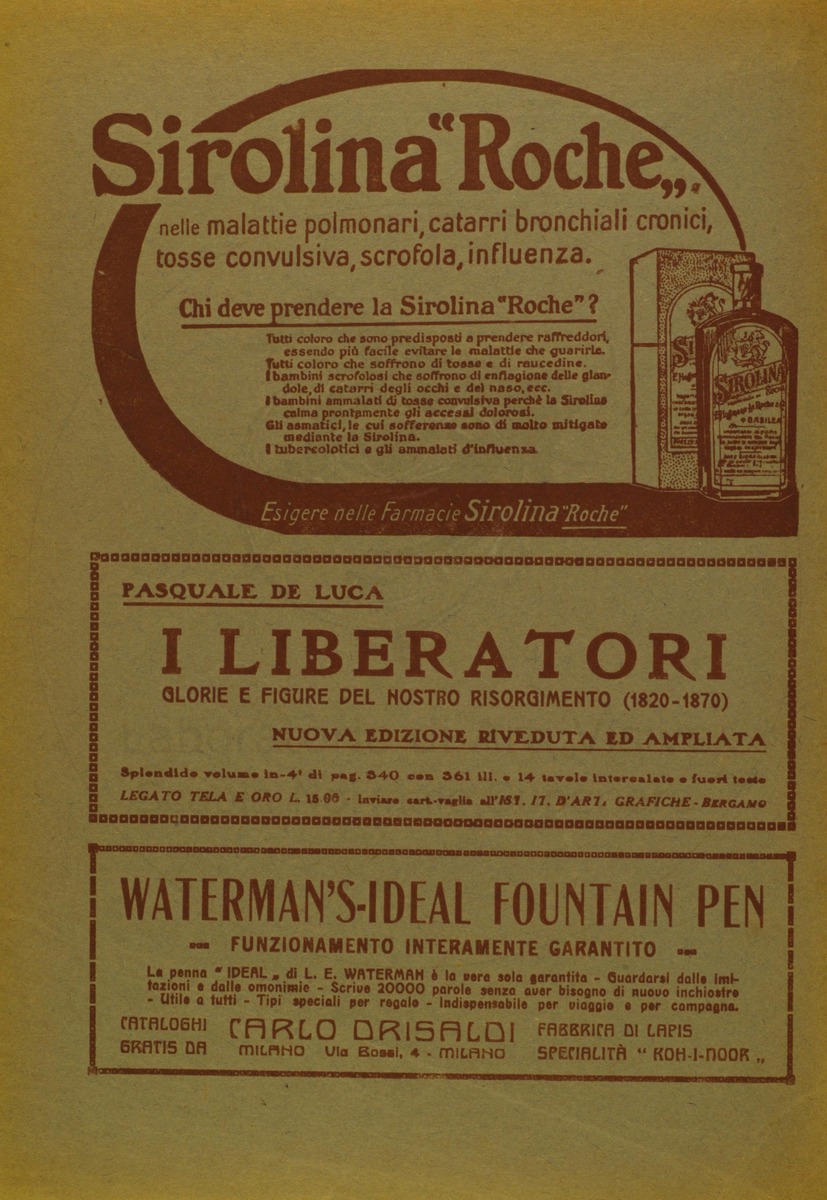 Sirolina "Roche„.
nelle malattie polmonari, catarri bronchiali cronici,
tosse convulsiva, scrofola, influenza.
Chi deve prendere la Sirolina "Roche"?
Tutti coloro che sono predisposti a prendere raffreddori,
essendo più facile evitare le malattie che guarirle.
Tutti coloro che soffrono di tosse e di raucedine.
I bambini scrofolosi che soffrono di enfiagione delle glan-
dole, di catarri degli occhi e del naso, ecc.
I bambini ammalati di tosse convulsiva perchè la Sirolina
calma prontamente gli accessi dolorosi.
Gli asmatici, le cui sofferenze sono di molto mitigate
mediante la Sirolina.
I tubercolotici e gli ammalati d'influenza.
SIROLINA
BASILEA
Esigere nelle Farmacie Sirolina "Roche"
PASQUALE DE LUCA
I LIBERATORI
GLORIE E FIGURE DEL NOSTRO RISORGIMENTO (1820-1870)
NUOVA EDIZIONE RIVEDUTA ED AMPLIATA
Splendido volume in-4° di pag. 340 con 361 ill. e 14 tavole intercalate e fuori testo
LEGATO TELA E ORO L. 15.00 - Inviare cart.-vaglia all'IST. IT. D'ARTI GRAFICHE - BERGAMO
WATERMAN'S-IDEAL FOUNTAIN PEN
FUNZIONAMENTO INTERAMENTE GARANTITO
La penna "IDEAL„ di L. E. WATERMAN è la vera sola garantita - Guardarsi dalle imi-
tazioni e dalle omonimie - Scrive 20000 parole senza aver bisogno di nuovo inchiostro
- Utile a tutti - Tipi speciali per regalo - Indispensabile per viaggio e per campagna.
CATALOGHI CARLO DRISALDI FABBRICA DI LAPIS
GRATIS DA MILANO Via Bossi, 4 - MILANO SPECIALITÀ "KOH-I-NOOR„